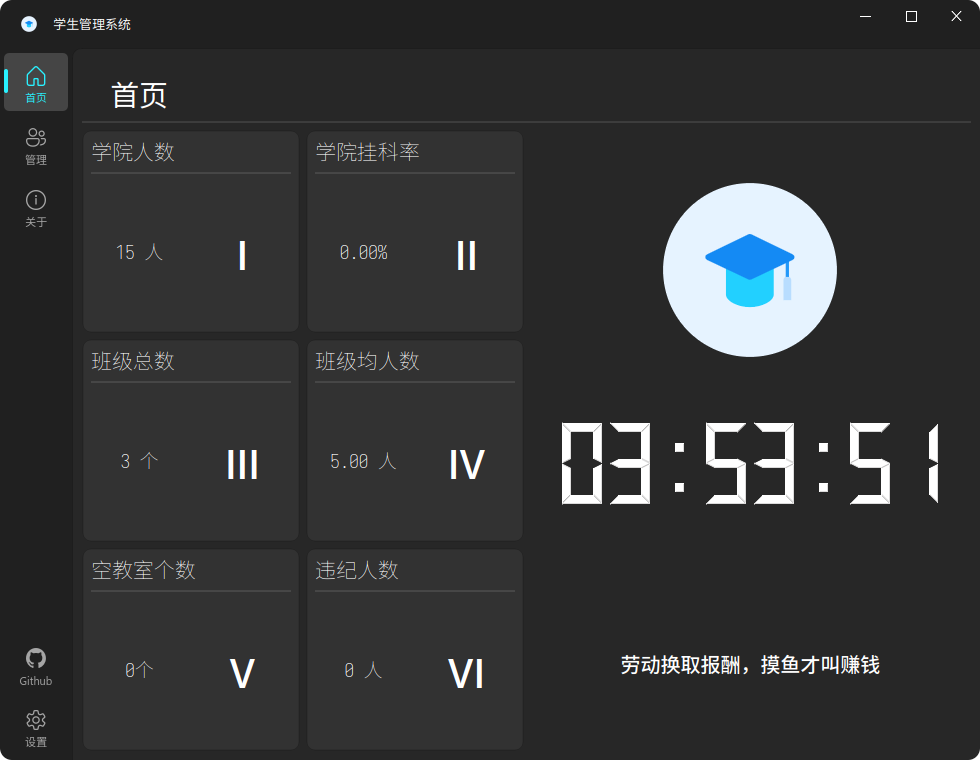 学生管理系统
首页
管理
关于
Github
设置
首页
学院人数
15 人
I
学院挂科率
0.00%
II
班级总数
3 个
III
班级均人数
5.00 人
IV
空教室个数
0个
V
违纪人数
0 人
VI
03:53:51
劳动换取报酬，摸鱼才叫赚钱